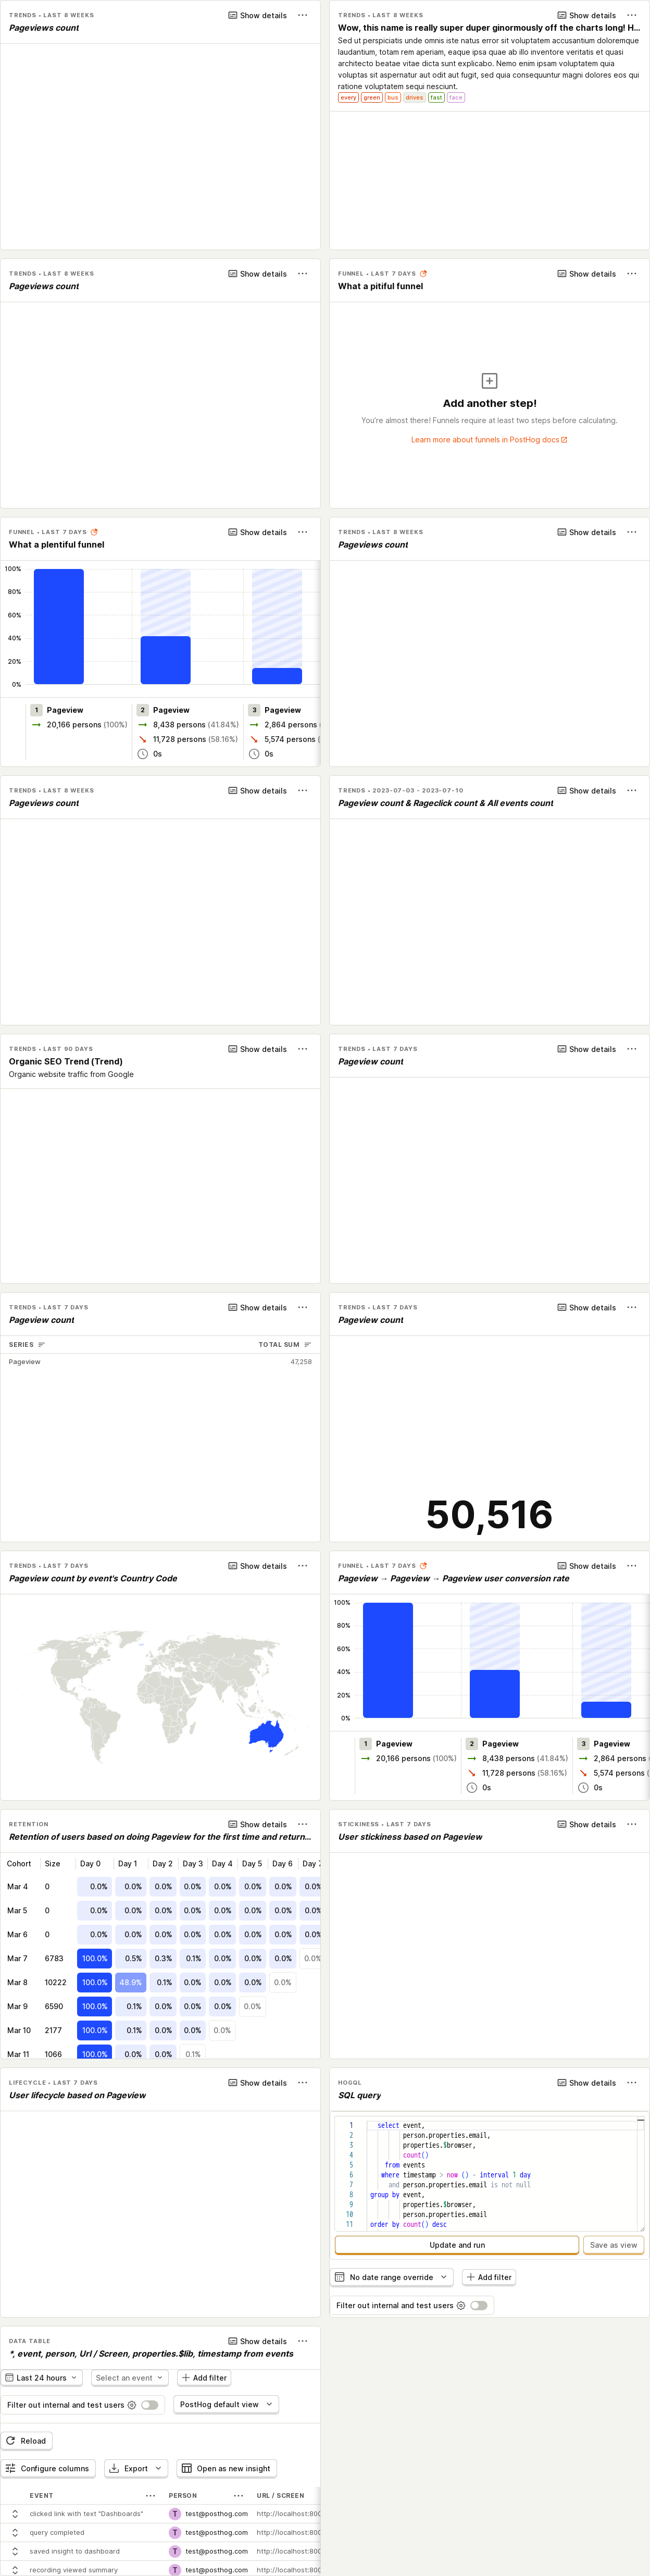 TRENDS • LAST 8 WEEKS
Show details
Pageviews count
TRENDS • LAST 8 WEEKS
Show details
Wow, this name is really super duper ginormously off the charts long! H...
Sed ut perspiciatis unde omnis iste natus error sit voluptatem accusantium doloremque
laudantium, totam rem aperiam, eaque ipsa quae ab illo inventore veritatis et quasi
architecto beatae vitae dicta sunt explicabo. Nemo enim ipsam voluptatem quia
voluptas sit aspernatur aut odit aut fugit, sed quia consequuntur magni dolores eos qui
ratione voluptatem sequi nesciunt.
every green bus drives fast face
TRENDS • LAST 8 WEEKS
Show details
Pageviews count
FUNNEL • LAST 7 DAYS
Show details
What a pitiful funnel
Add another step!
You're almost there! Funnels require at least two steps before calculating.
Learn more about funnels in PostHog docs
FUNNEL • LAST 7 DAYS
Show details
What a plentiful funnel
100%
80%
60%
40%
20%
0%
1 Pageview
20,166 persons (100%)
2 Pageview
8,438 persons (41.84%)
11,728 persons (58.16%)
0s
3 Pageview
2,864 persons (
5,574 persons (
0s
TRENDS • LAST 8 WEEKS
Show details
Pageviews count
TRENDS • LAST 8 WEEKS
Show details
Pageviews count
TRENDS • 2023-07-03 - 2023-07-10
Show details
Pageview count & Rageclick count & All events count
TRENDS • LAST 90 DAYS
Show details
Organic SEO Trend (Trend)
Organic website traffic from Google
TRENDS • LAST 7 DAYS
Show details
Pageview count
TRENDS • LAST 7 DAYS
Show details
Pageview count
SERIES TOTAL SUM
Pageview 47,258
TRENDS • LAST 7 DAYS
Show details
Pageview count
50,516
TRENDS • LAST 7 DAYS
Show details
Pageview count by event's Country Code
FUNNEL • LAST 7 DAYS
Show details
Pageview → Pageview → Pageview user conversion rate
100%
80%
60%
40%
20%
0%
1 Pageview
20,166 persons (100%)
2 Pageview
8,438 persons (41.84%)
11,728 persons (58.16%)
0s
3 Pageview
2,864 persons
5,574 persons (
0s
RETENTION
Show details
Retention of users based on doing Pageview for the first time and return...
Cohort Size Day 0 Day 1 Day 2 Day 3 Day 4 Day 5 Day 6 Day 7
Mar 4 0 0.0% 0.0% 0.0% 0.0% 0.0% 0.0% 0.0% 0.0%
Mar 5 0 0.0% 0.0% 0.0% 0.0% 0.0% 0.0% 0.0% 0.0%
Mar 6 0 0.0% 0.0% 0.0% 0.0% 0.0% 0.0% 0.0% 0.0%
Mar 7 6783 100.0% 0.5% 0.3% 0.1% 0.0% 0.0% 0.0% 0.0%
Mar 8 10222 100.0% 48.9% 0.1% 0.0% 0.0% 0.0% 0.0%
Mar 9 6590 100.0% 0.1% 0.0% 0.0% 0.0% 0.0%
Mar 10 2177 100.0% 0.1% 0.0% 0.0% 0.0%
Mar 11 1066 100.0% 0.0% 0.0% 0.1%
STICKINESS • LAST 7 DAYS
Show details
User stickiness based on Pageview
LIFECYCLE • LAST 7 DAYS
Show details
User lifecycle based on Pageview
HOGQL
Show details
SQL query
1 select event,
2 person.properties.email,
3 properties.$browser,
4 count()
5 from events
6 where timestamp > now () - interval 1 day
7 and person.properties.email is not null
8 group by event,
9 properties.$browser,
10 person.properties.email
11 order by count() desc
Update and run
Save as view
No date range override
Add filter
Filter out internal and test users
DATA TABLE
Show details
*, event, person, Url / Screen, properties.$lib, timestamp from events
Last 24 hours
Select an event
Add filter
Filter out internal and test users
PostHog default view
Reload
Configure columns
Export
Open as new insight
EVENT PERSON URL / SCREEN
clicked link with text "Dashboards" T test@posthog.com http://localhost:800
query completed T test@posthog.com http://localhost:800
saved insight to dashboard T test@posthog.com http://localhost:800
recording viewed summary T test@posthog.com http://localhost:800